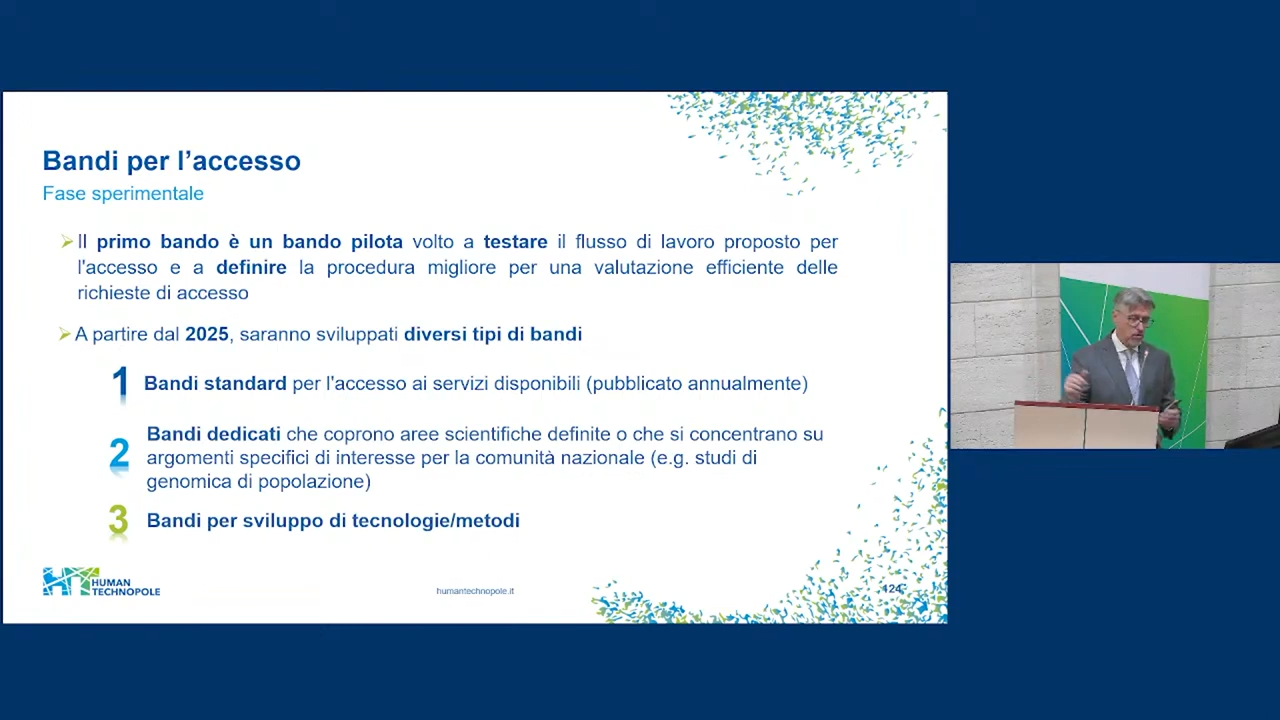 Bandi per l'accesso
Fase sperimentale
Il primo bando è un bando pilota volto a testare il flusso di lavoro proposto per
l'accesso e a definire la procedura migliore per una valutazione efficiente delle
richieste di accesso
A partire dal 2025, saranno sviluppati diversi tipi di bandi
1 Bandi standard per l'accesso ai servizi disponibili (pubblicato annualmente)
2 Bandi dedicati che coprono aree scientifiche definite o che si concentrano su
argomenti specifici di interesse per la comunità nazionale (e.g. studi di
genomica di popolazione)
3 Bandi per sviluppo di tecnologie/metodi
HUMAN
TECHNOPOLE
humantechnopole.it
124